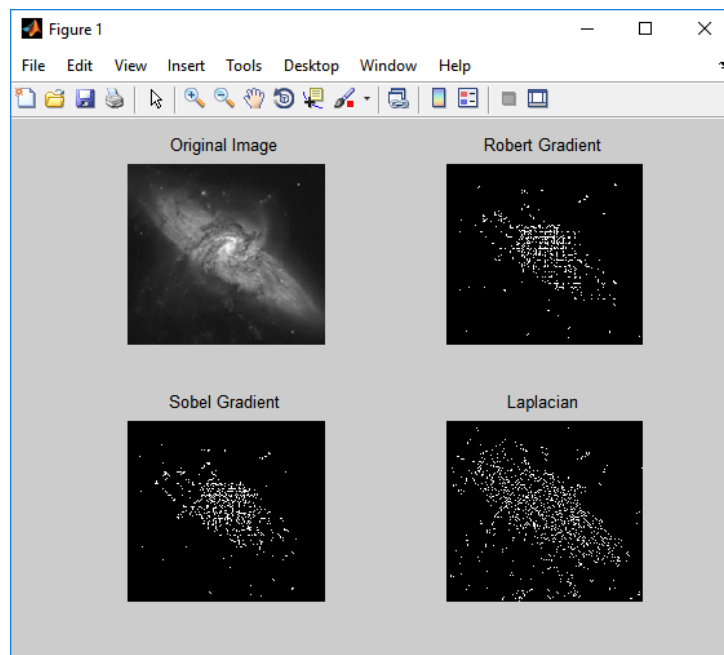 Figure 1
File Edit View Insert Tools Desktop Window Help
Original Image Robert Gradient
Sobel Gradient Laplacian